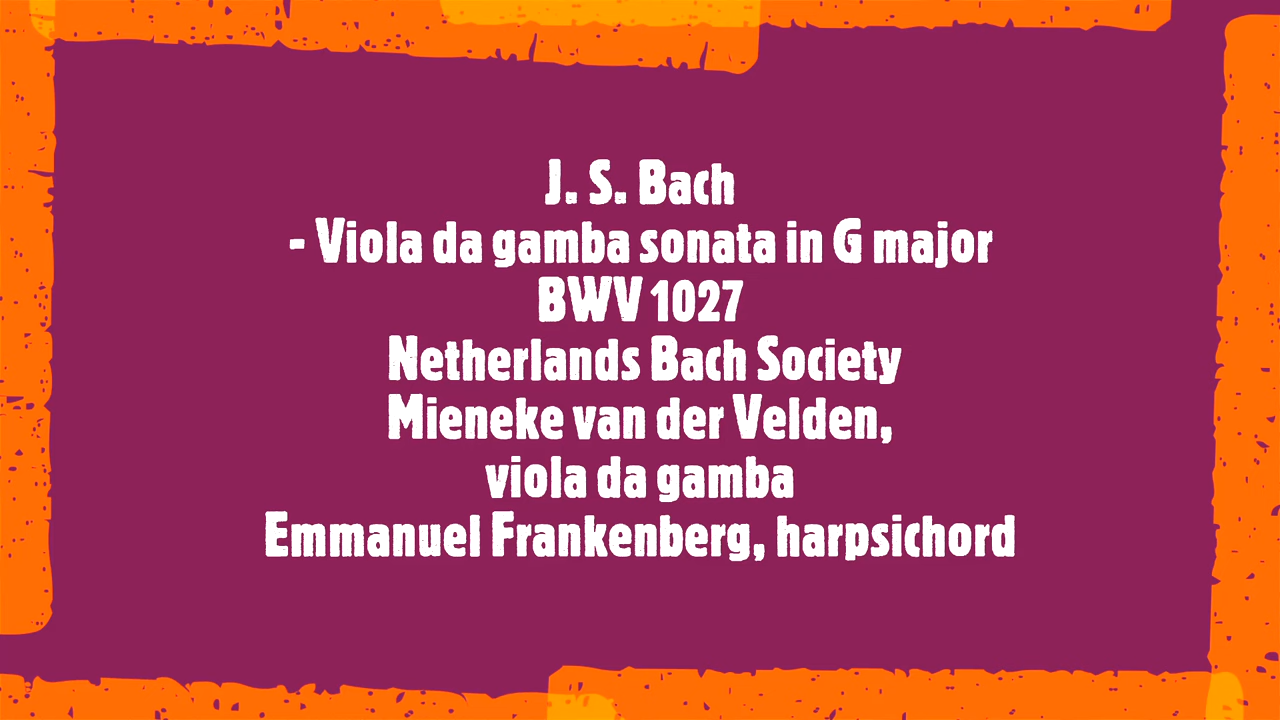 J. S. Bach
- Viola da gamba sonata in G major
BWV 1027
Netherlands Bach Society
Mieneke van der Velden,
viola da gamba
Emmanuel Frankenberg, harpsichord